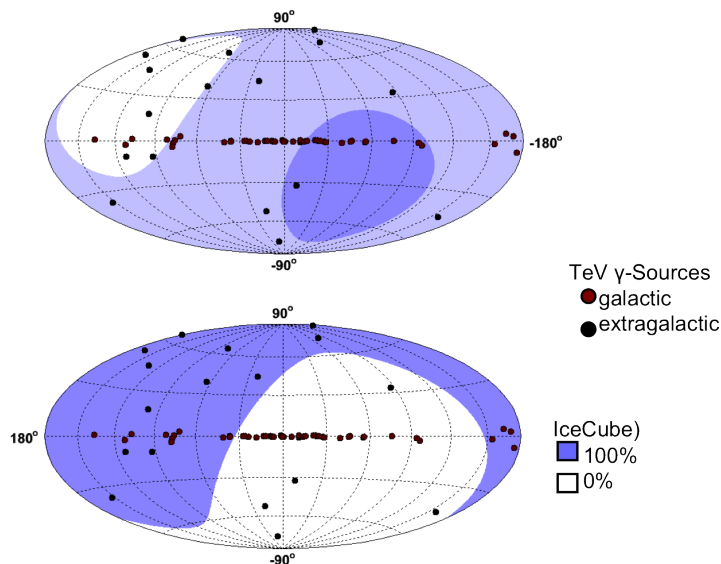 90°
-180°
-90°
TeV γ-Sources
galactic
extragalactic
90°
180°
-90°
IceCube)
100%
0%